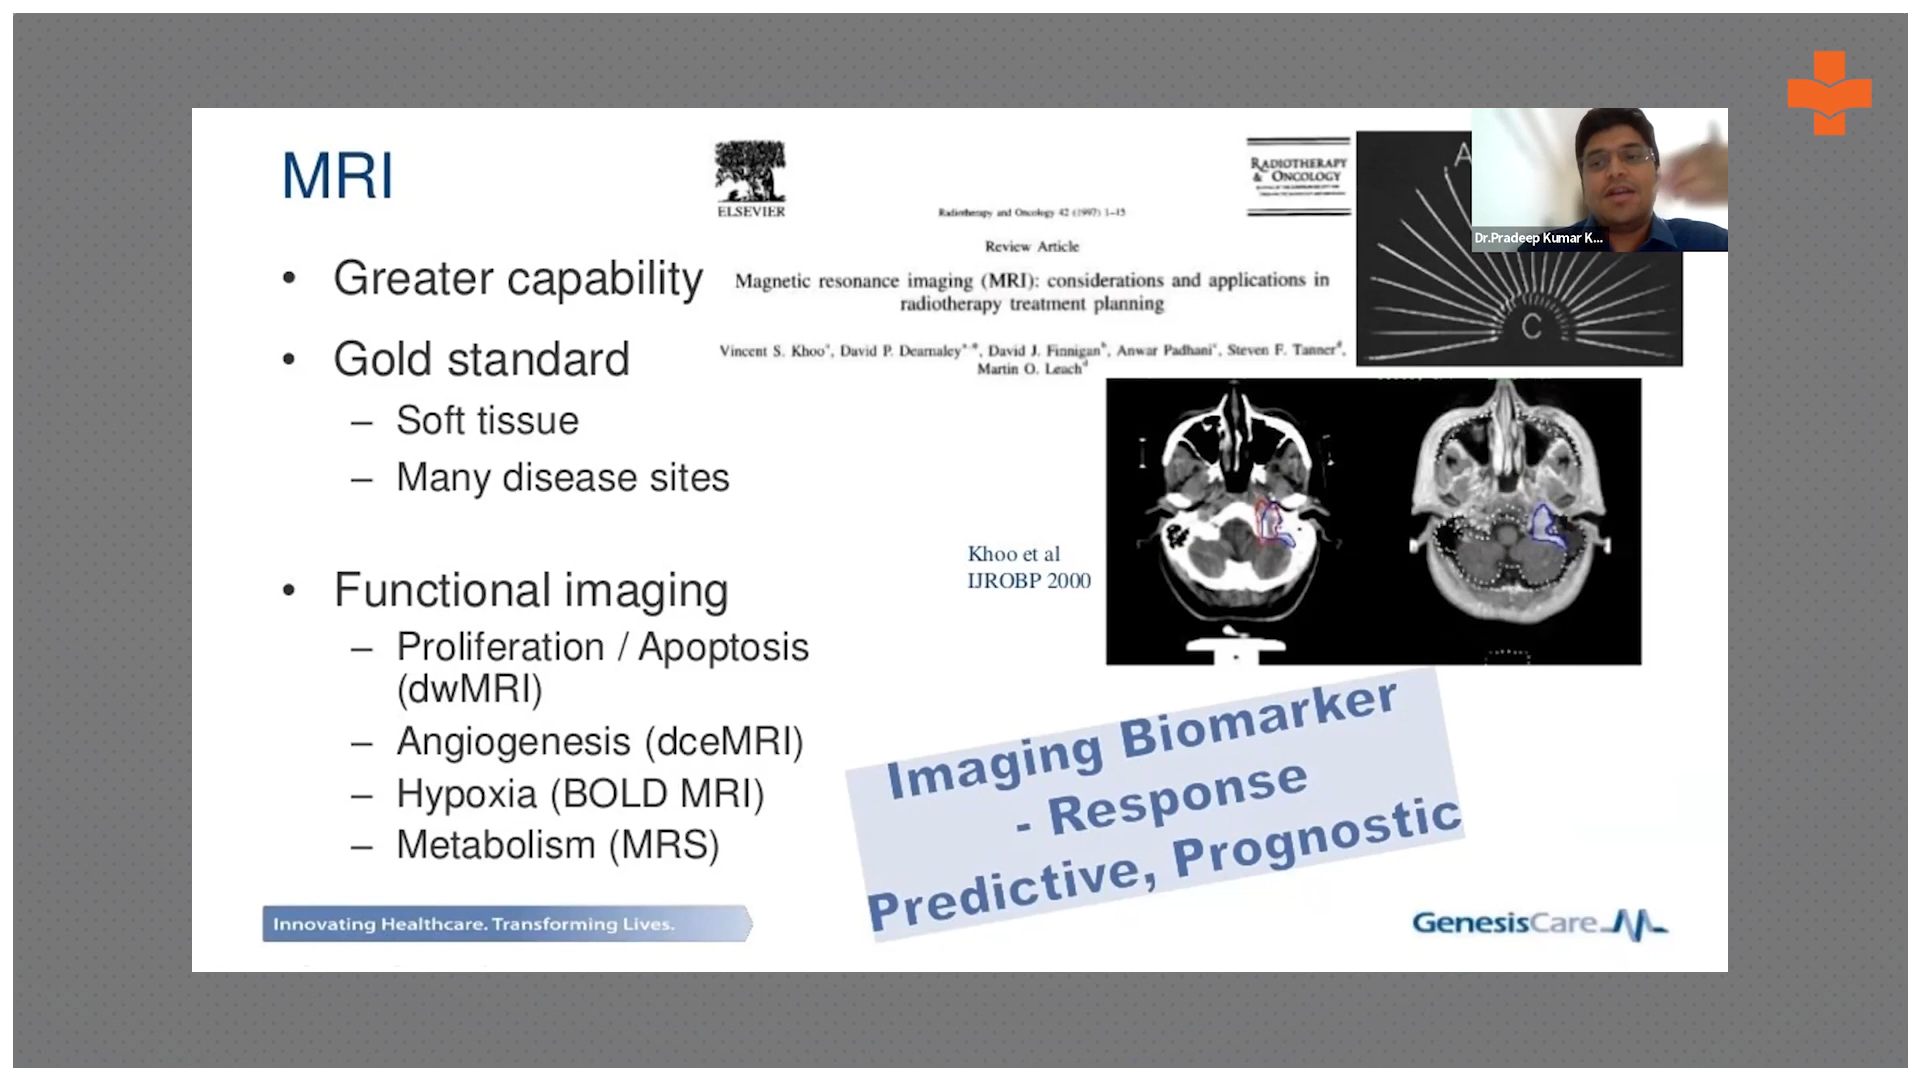 MRI
• Greater capability
• Gold standard
– Soft tissue
– Many disease sites
• Functional imaging
– Proliferation / Apoptosis
(dwMRI)
– Angiogenesis (dceMRI)
– Hypoxia (BOLD MRI)
– Metabolism (MRS)
Innovating Healthcare. Transforming Lives.
ELSEVIER
RADIOTHERAPY
& ONCOLOGY
Radiotherapy and Oncology 42 (1997) 1–15
Review Article
Magnetic resonance imaging (MRI): considerations and applications in
radiotherapy treatment planning
Vincent S. Khoo, David P. Dearnaley, David J. Finnigan, Anwar Padhani, Steven F. Tanner,
Martin O. Leach
A
C
Dr.Pradeep Kumar K...
Khoo et al
IJROBP 2000
Imaging Biomarker
- Response
Predictive, Prognostic
GenesisCare